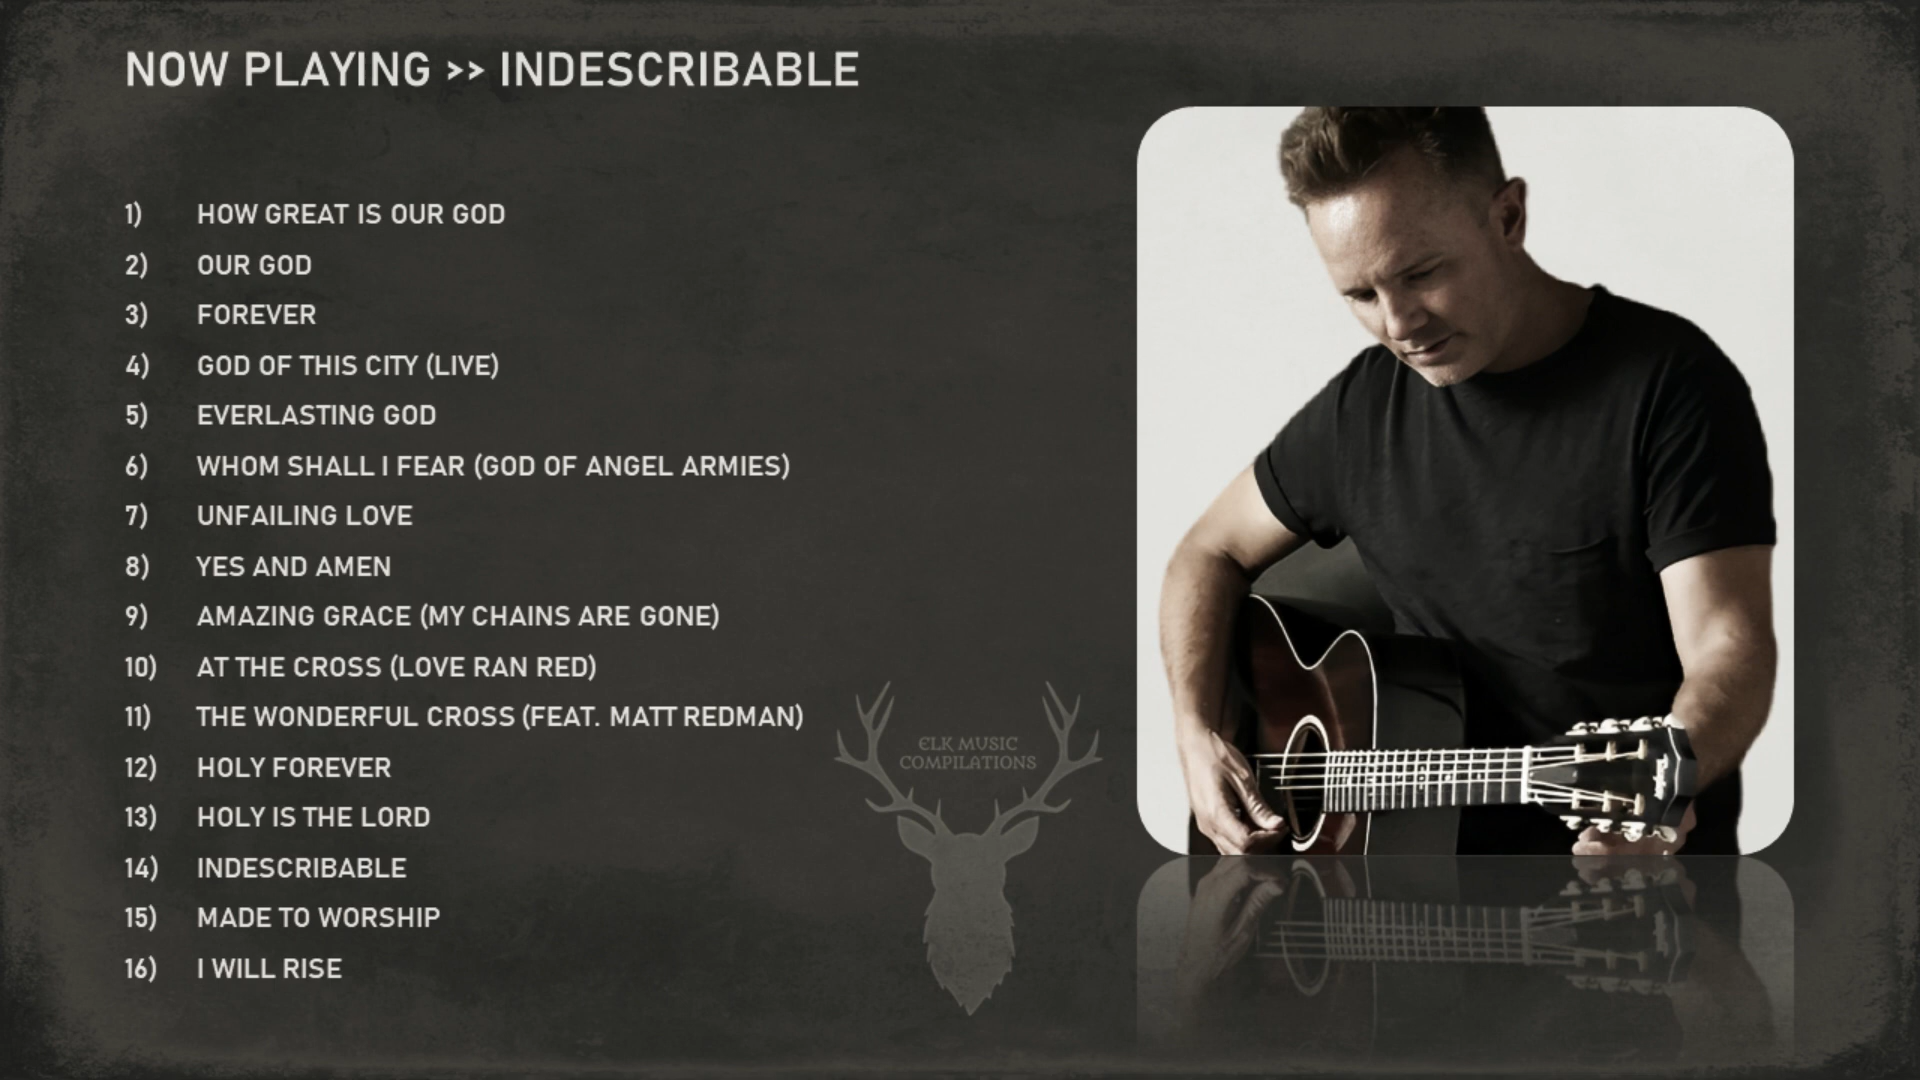 NOW PLAYING >> INDESCRIBABLE
1) HOW GREAT IS OUR GOD
2) OUR GOD
3) FOREVER
4) GOD OF THIS CITY (LIVE)
5) EVERLASTING GOD
6) WHOM SHALL I FEAR (GOD OF ANGEL ARMIES)
7) UNFAILING LOVE
8) YES AND AMEN
9) AMAZING GRACE (MY CHAINS ARE GONE)
10) AT THE CROSS (LOVE RAN RED)
11) THE WONDERFUL CROSS (FEAT. MATT REDMAN)
12) HOLY FOREVER
13) HOLY IS THE LORD
14) INDESCRIBABLE
15) MADE TO WORSHIP
16) I WILL RISE
ELK MUSIC
COMPILATIONS